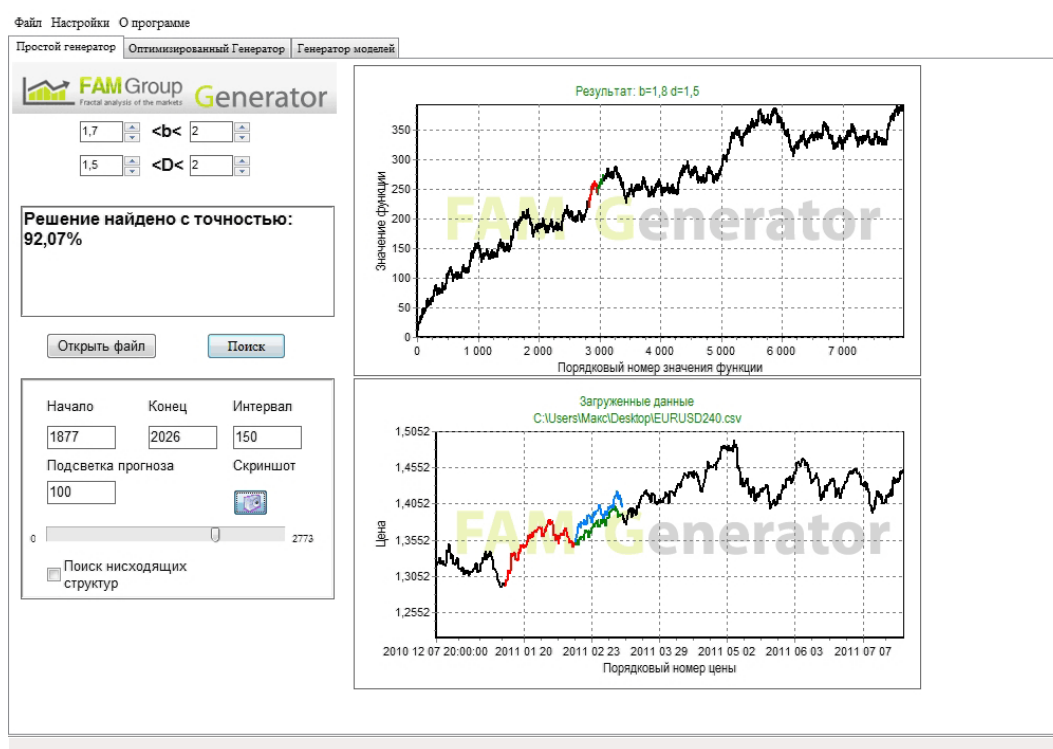 Файл Настройки О программе
Простой генератор Оптимизированный Генератор Генератор моделей
FAM Group Generator
Fractal analysis of the markets
1,7 <b< 2
1,5 <D< 2
Решение найдено с точностью:
92,07%
Открыть файл Поиск
Начало Конец Интервал
1877 2026 150
Подсветка прогноза Скриншот
100
0 2773
Поиск нисходящих
структур
Результат: b=1,8 d=1,5
FAM Generator
Значение функции
350
300
250
200
150
100
50
0
0 1 000 2 000 3 000 4 000 5 000 6 000 7 000
Порядковый номер значения функции
Загруженные данные
C:\Users\Макс\Desktop\EURUSD240.csv
FAM Generator
Цена
1,5052
1,4552
1,4052
1,3552
1,3052
1,2552
2010 12 07 20:00:00 2011 01 20 2011 02 23 2011 03 29 2011 05 02 2011 06 03 2011 07 07
Порядковый номер цены